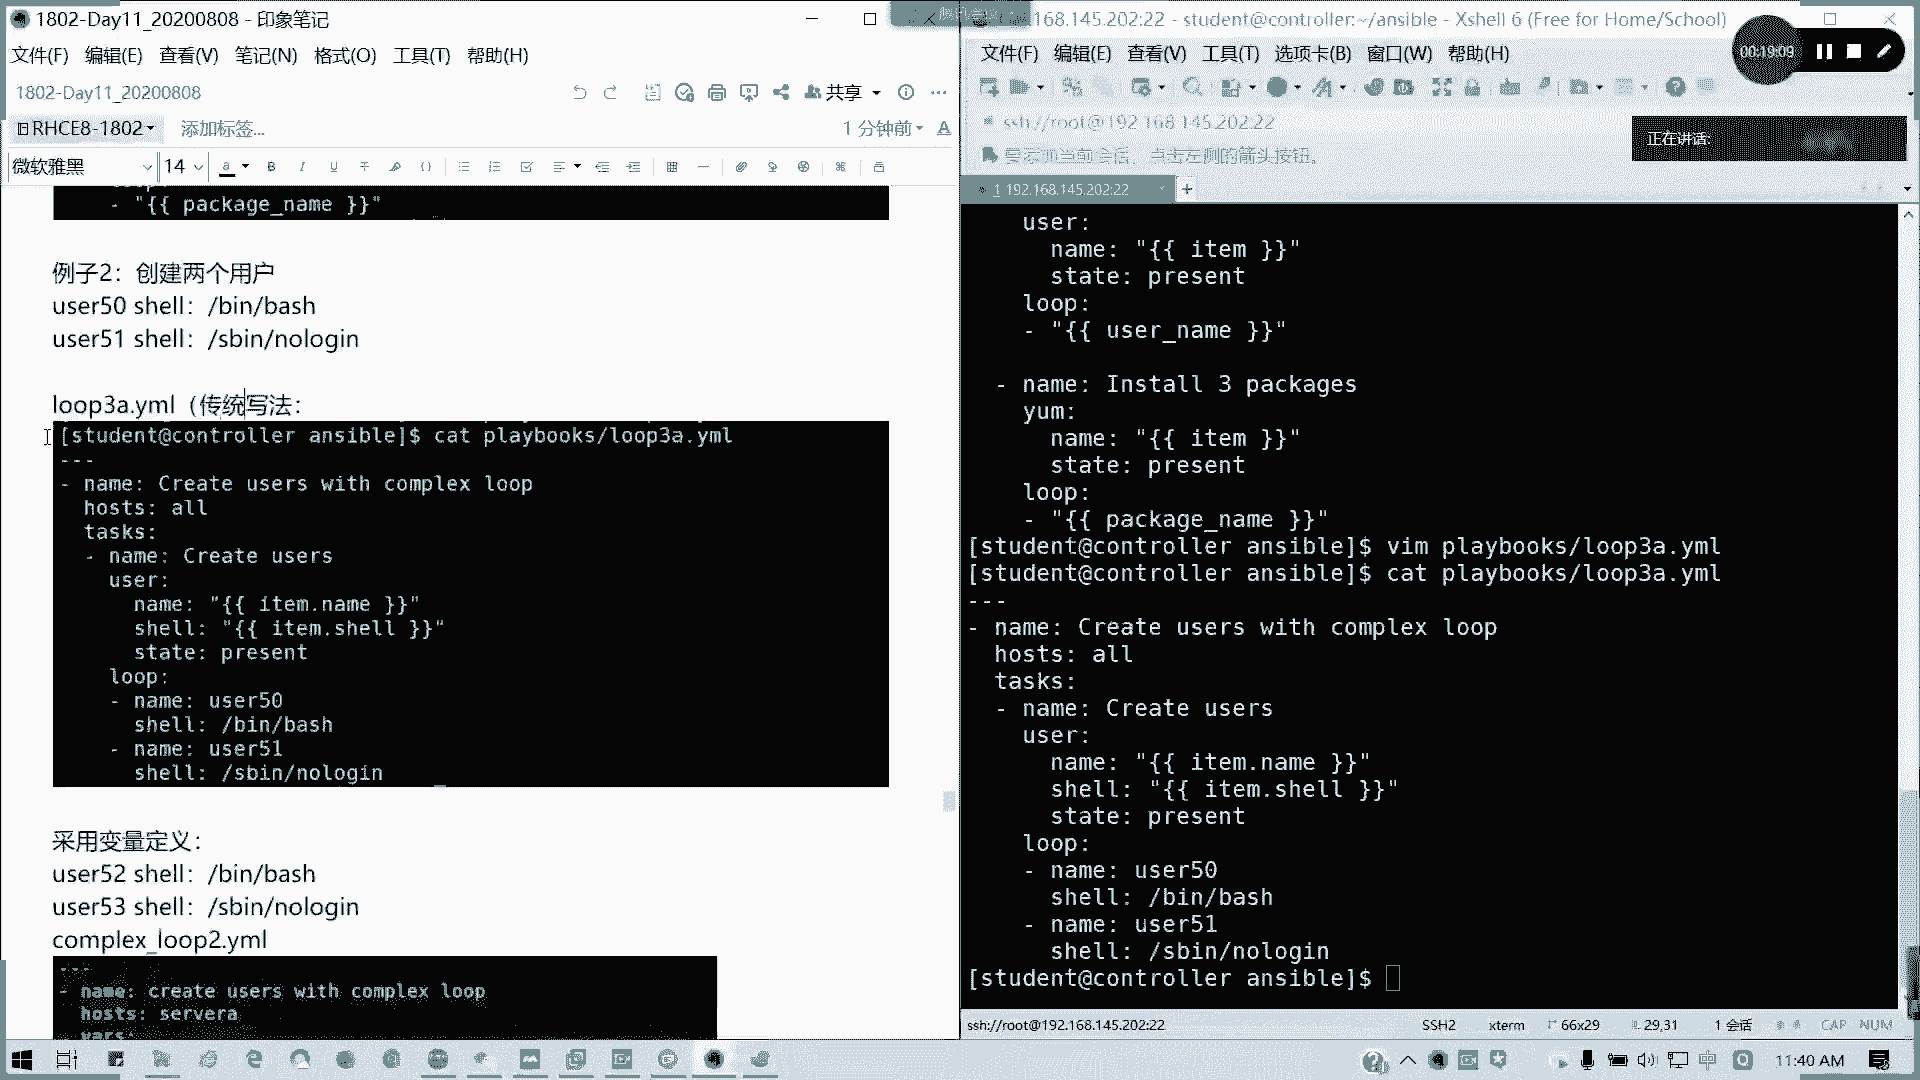 1802-Day11_20200808 - 印象笔记
文件(F) 编辑(E) 查看(V) 笔记(N) 格式(O) 工具(T) 帮助(H)
1802-Day11_20200808
共享
RHCE8-1802
添加标签...
1 分钟前
微软雅黑
14
- "{{ package_name }}"
例子2：创建两个用户
user50 shell：/bin/bash
user51 shell：/sbin/nologin
loop3a.yml（传统写法：
[student@controller ansible]$ cat playbooks/loop3a.yml
---
- name: Create users with complex loop
hosts: all
tasks:
- name: Create users
user:
name: "{{ item.name }}"
shell: "{{ item.shell }}"
state: present
loop:
- name: user50
shell: /bin/bash
- name: user51
shell: /sbin/nologin
采用变量定义：
user52 shell：/bin/bash
user53 shell：/sbin/nologin
complex_loop2.yml
---
- name: create users with complex loop
hosts: servera
vars:
腾讯会议
168.145.202:22 - student@controller:~/ansible - Xshell 6 (Free for Home/School)
文件(F) 编辑(E) 查看(V) 工具(T) 选项卡(B) 窗口(W) 帮助(H)
00:19:09
ssh://root@192.168.145.202:22
正在讲话:
要添加当前会话，点击左侧的箭头按钮。
1 192.168.145.202:22
user:
name: "{{ item }}"
state: present
loop:
- "{{ user_name }}"
- name: Install 3 packages
yum:
name: "{{ item }}"
state: present
loop:
- "{{ package_name }}"
[student@controller ansible]$ vim playbooks/loop3a.yml
[student@controller ansible]$ cat playbooks/loop3a.yml
---
- name: Create users with complex loop
hosts: all
tasks:
- name: Create users
user:
name: "{{ item.name }}"
shell: "{{ item.shell }}"
state: present
loop:
- name: user50
shell: /bin/bash
- name: user51
shell: /sbin/nologin
[student@controller ansible]$
ssh://root@192.168.145.202:22
SSH2
xterm
66x29
29,31
1 会话
CAP NUM
中
11:40 AM